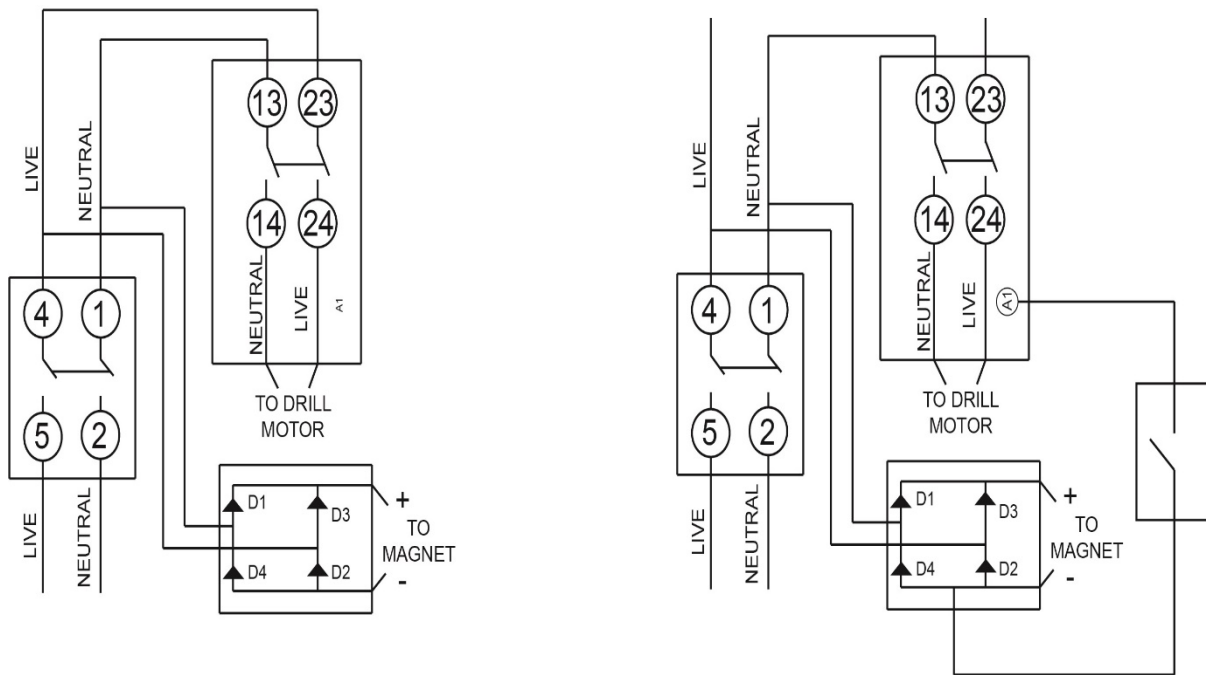 13 23
LIVE
NEUTRAL
14 24
NEUTRAL
LIVE
A1
4 1
TO DRILL
MOTOR
5 2
D1
D3
+
TO
MAGNET
D4
D2
-
LIVE
NEUTRAL
13 23
LIVE
NEUTRAL
14 24
NEUTRAL
LIVE
A1
4 1
TO DRILL
MOTOR
5 2
D1
D3
+
TO
MAGNET
D4
D2
-
LIVE
NEUTRAL